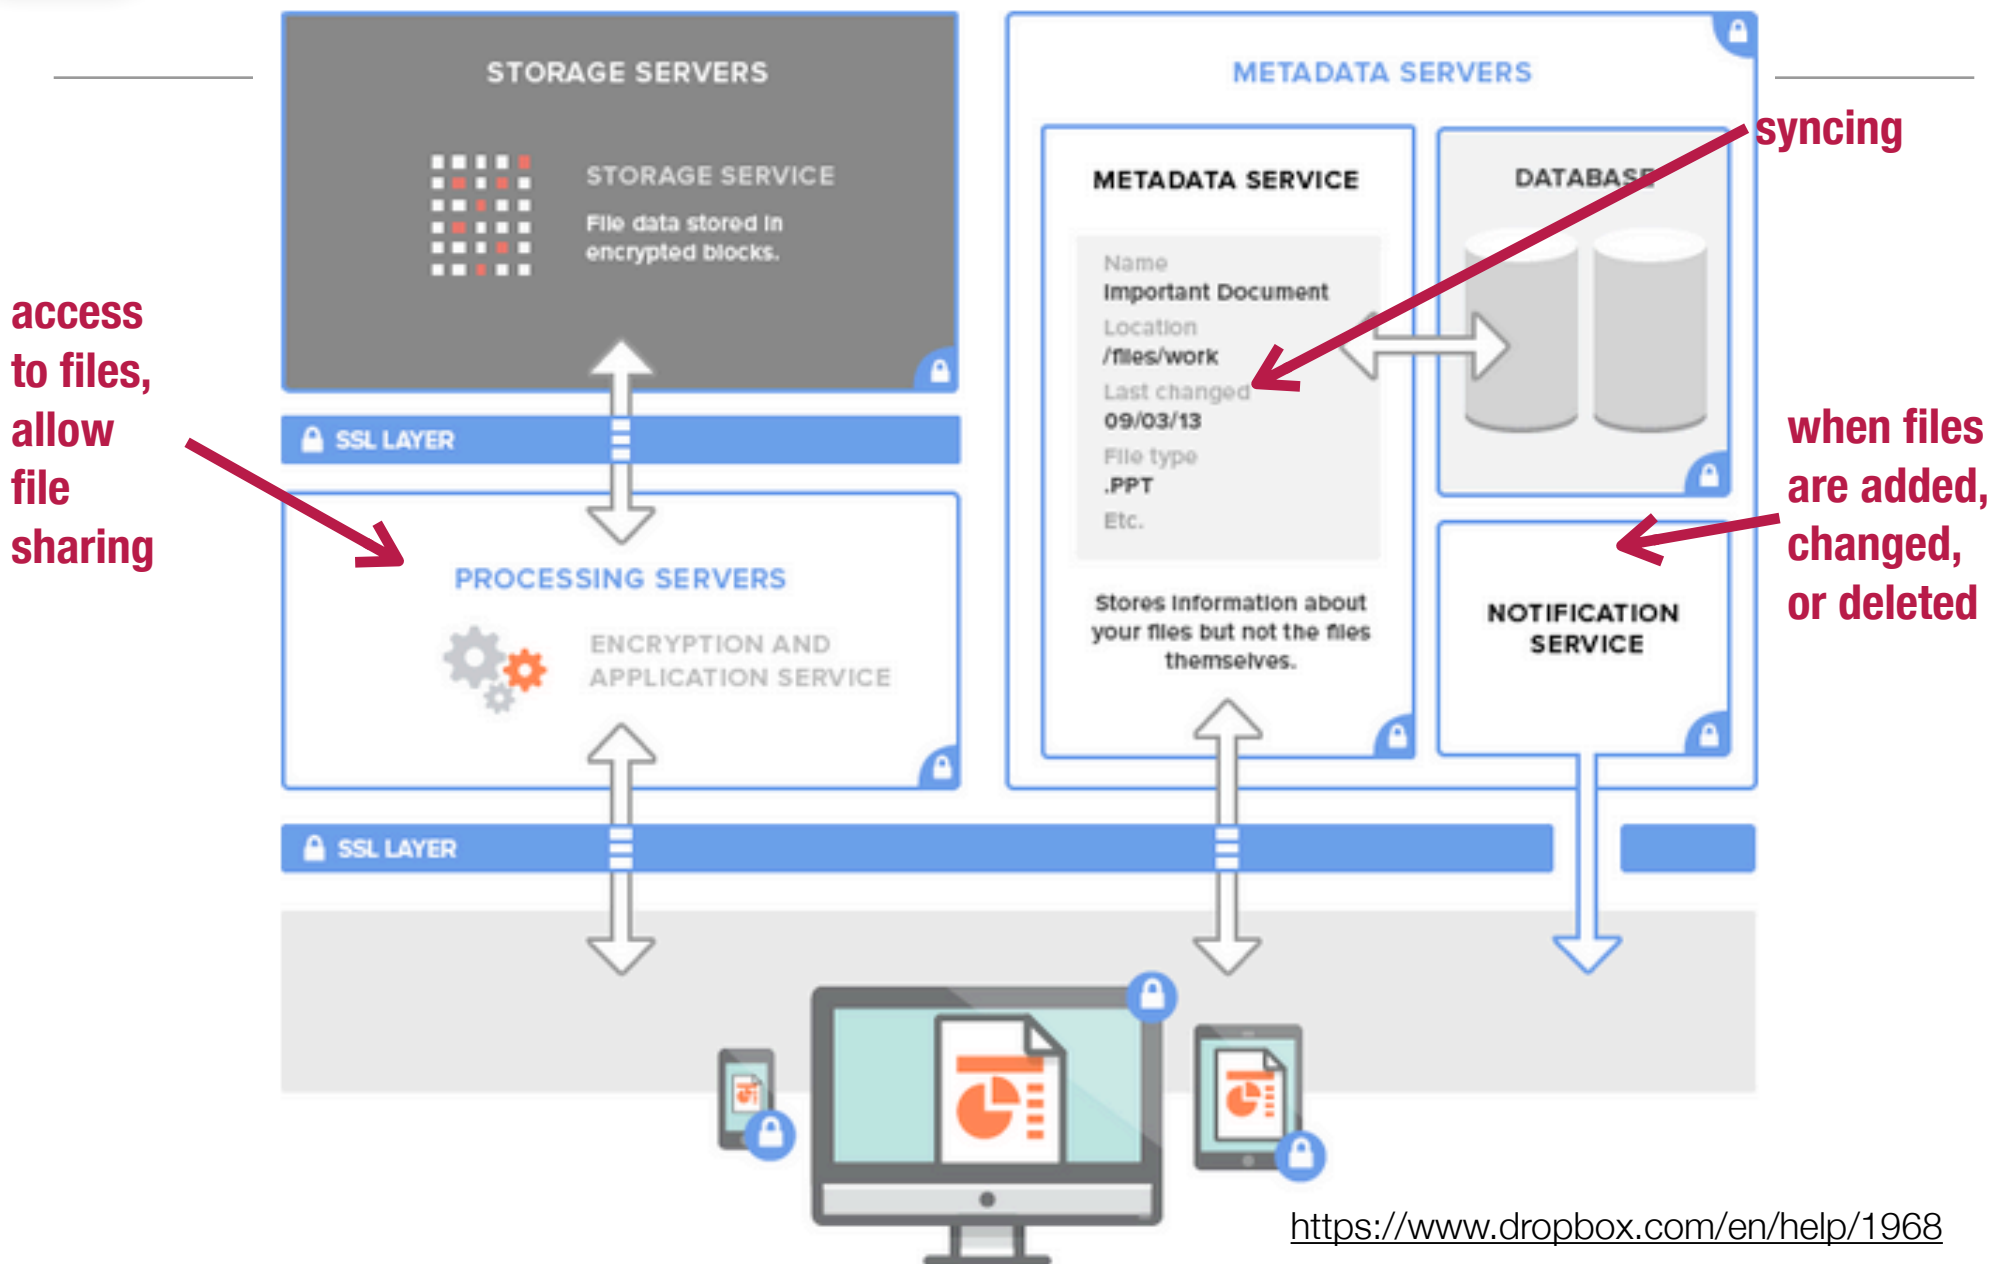 STORAGE SERVERS
STORAGE SERVICE
File data stored in
encrypted blocks.
SSL LAYER
access
to files,
allow
file
sharing
PROCESSING SERVERS
ENCRYPTION AND
APPLICATION SERVICE
METADATA SERVERS
syncing
METADATA SERVICE
Name
Important Document
Location
/files/work
Last changed
09/03/13
File type
.PPT
Etc.
Stores information about
your files but not the files
themselves.
DATABASE
when files
are added,
changed,
or deleted
NOTIFICATION
SERVICE
SSL LAYER
https://www.dropbox.com/en/help/1968